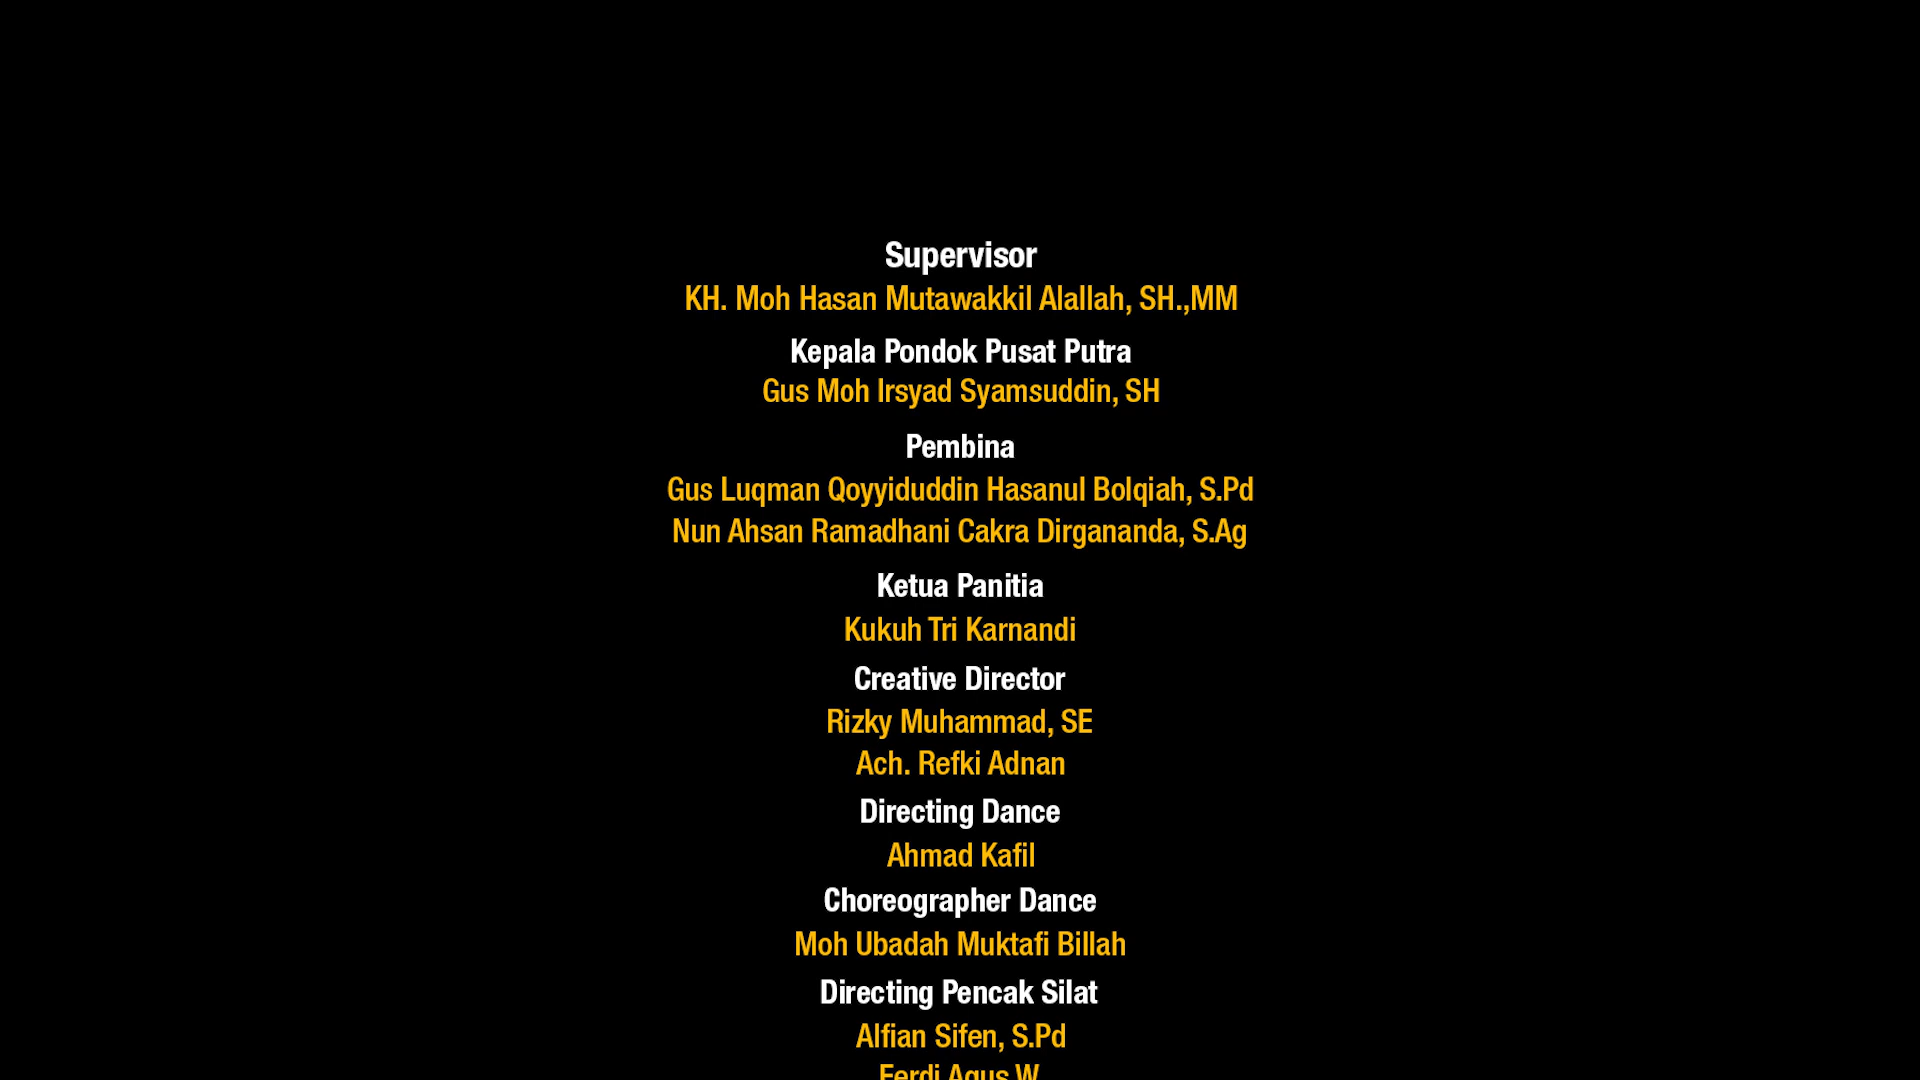 Supervisor
KH. Moh Hasan Mutawakkil Alallah, SH.,MM
Kepala Pondok Pusat Putra
Gus Moh Irsyad Syamsuddin, SH
Pembina
Gus Luqman Qoyyiduddin Hasanul Bolqiah, S.Pd
Nun Ahsan Ramadhani Cakra Dirgananda, S.Ag
Ketua Panitia
Kukuh Tri Karnandi
Creative Director
Rizky Muhammad, SE
Ach. Refki Adnan
Directing Dance
Ahmad Kafil
Choreographer Dance
Moh Ubadah Muktafi Billah
Directing Pencak Silat
Alfian Sifen, S.Pd
Ferdi Agus W